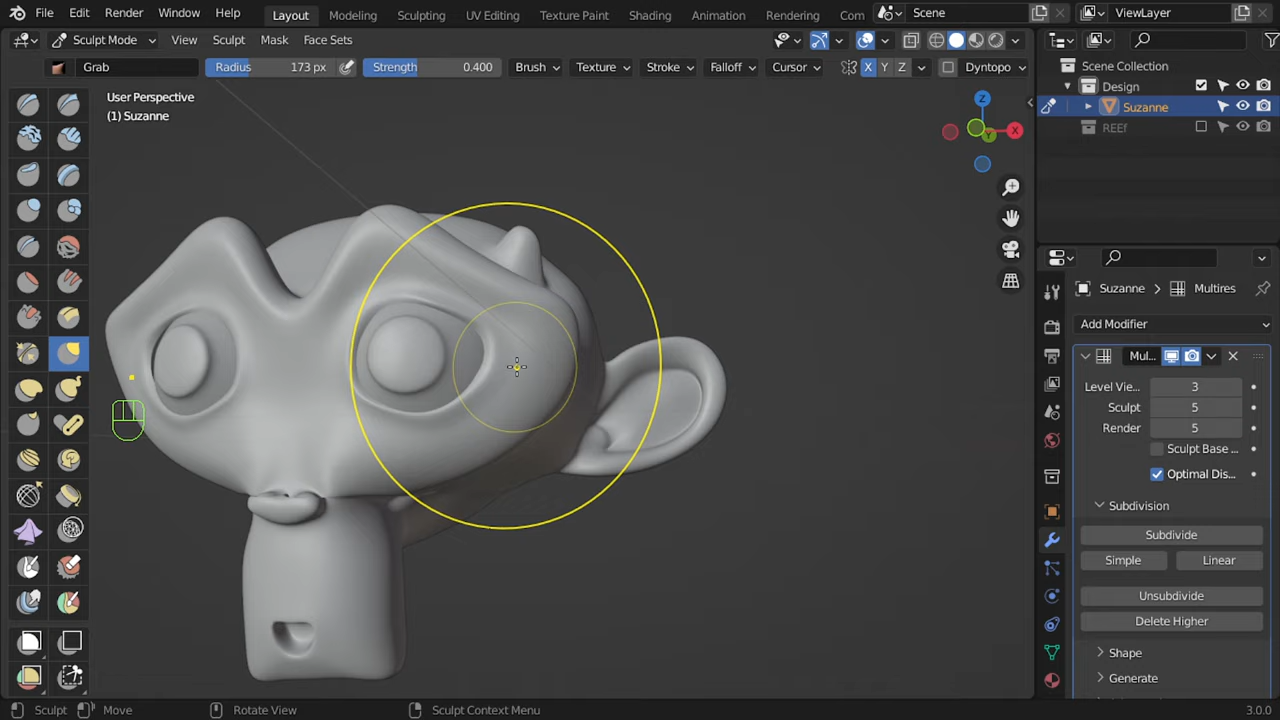 File Edit Render Window Help Layout Modeling Sculpting UV Editing Texture Paint Shading Animation Rendering Com Scene ViewLayer
Sculpt Mode View Sculpt Mask Face Sets
Grab Radius 173 px Strength 0.400 Brush Texture Stroke Falloff Cursor X Y Z Dyntopo
User Perspective
(1) Suzanne
Z
X
Y
Scene Collection
Design
Suzanne
REEf
Suzanne > Multires
Add Modifier
Mul...
Level Vie... 3
Sculpt 5
Render 5
Sculpt Base ...
Optimal Dis...
Subdivision
Subdivide
Simple Linear
Unsubdivide
Delete Higher
Shape
Generate
Sculpt Move Rotate View Sculpt Context Menu 3.0.0